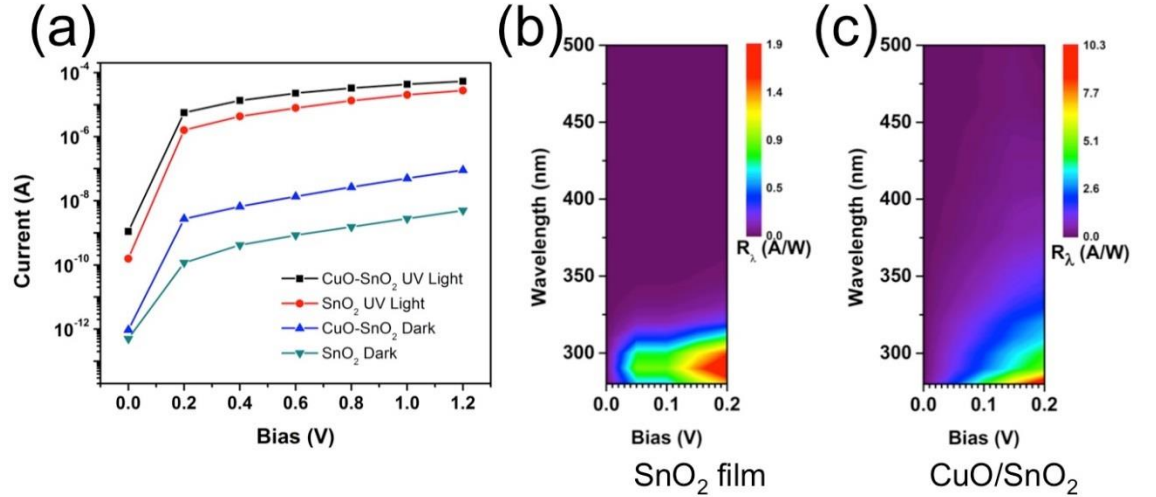 (a)
10⁻⁴
10⁻⁶
10⁻⁸
10⁻¹⁰
10⁻¹²
Current (A)
CuO-SnO₂ UV Light
SnO₂ UV Light
CuO-SnO₂ Dark
SnO₂ Dark
0.0 0.2 0.4 0.6 0.8 1.0 1.2
Bias (V)
(b)
500
450
400
350
300
Wavelength (nm)
0.0 0.1 0.2
Bias (V)
1.9
1.4
0.9
0.5
0.0
Rλ (A/W)
SnO₂ film
(c)
500
450
400
350
300
Wavelength (nm)
0.0 0.1 0.2
Bias (V)
10.3
7.7
5.1
2.6
0.0
Rλ (A/W)
CuO/SnO₂